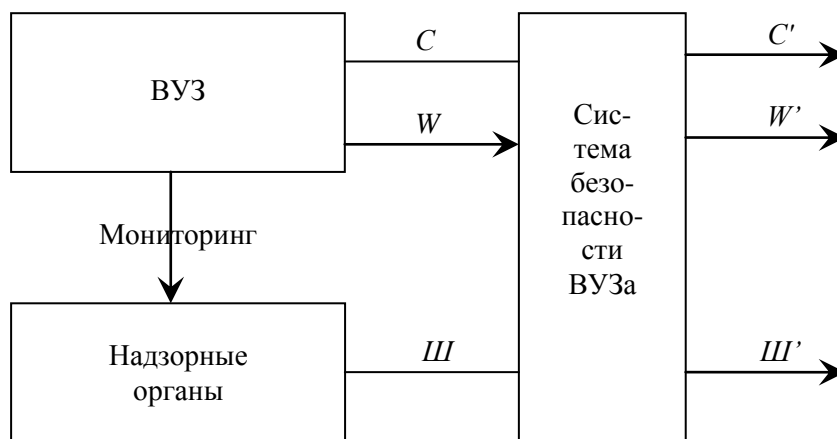 ВУЗ
C
W
Мониторинг
Надзорные
органы
Ш
Сис-
тема
безо-
пасно-
сти
ВУЗа
C'
W’
Ш’